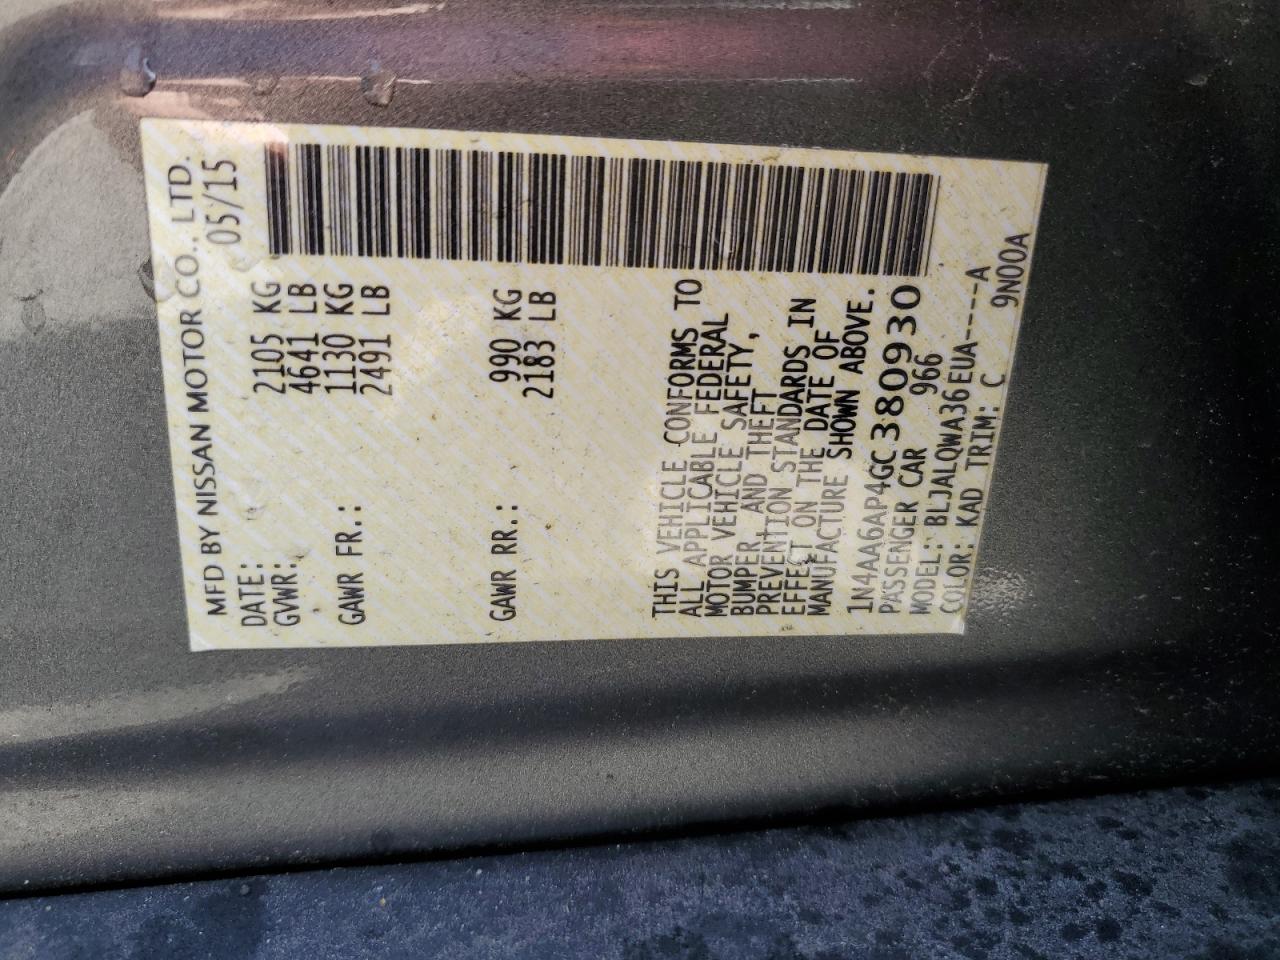 MFD BY NISSAN MOTOR CO., LTD.
DATE: 05/15
GVWR: 2105 KG
4641 LB
GAWR FR.: 1130 KG
2491 LB
GAWR RR.: 990 KG
2183 LB
THIS VEHICLE CONFORMS TO
ALL APPLICABLE FEDERAL
MOTOR VEHICLE SAFETY,
BUMPER, AND THEFT
PREVENTION STANDARDS IN
EFFECT ON THE DATE OF
MANUFACTURE SHOWN ABOVE.
1N4AA6AP4GC380930
PASSENGER CAR 966
MODEL: BLJALQWA36EUA-----A
COLOR: KAD TRIM: C 9N00A